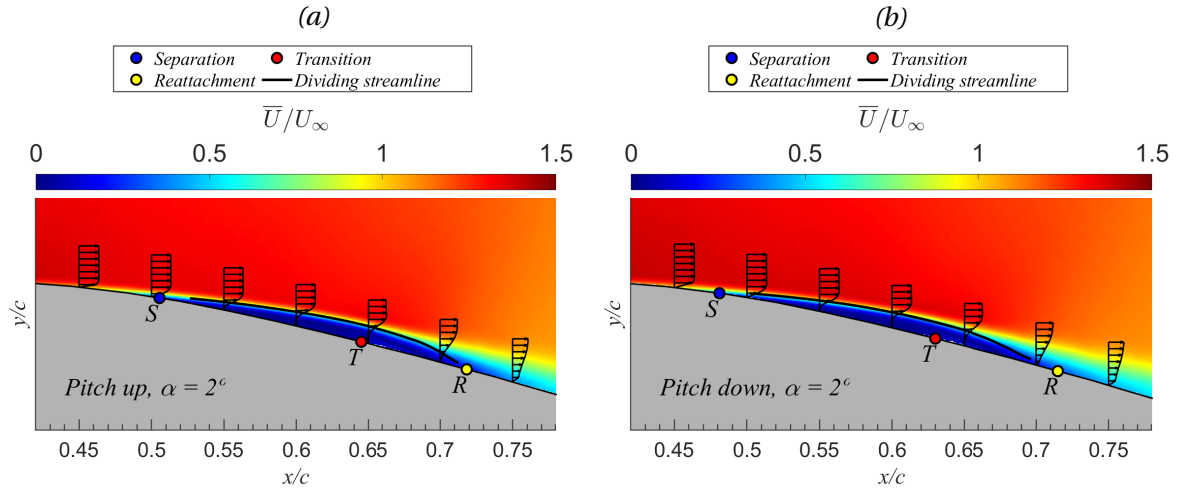 (a)
Separation Transition
Reattachment Dividing streamline
U̅/U∞
0 0.5 1 1.5
S
T
R
Pitch up, α = 2°
y/c
0.45 0.5 0.55 0.6 0.65 0.7 0.75
x/c
(b)
Separation Transition
Reattachment Dividing streamline
U̅/U∞
0 0.5 1 1.5
S
T
R
Pitch down, α = 2°
y/c
0.45 0.5 0.55 0.6 0.65 0.7 0.75
x/c